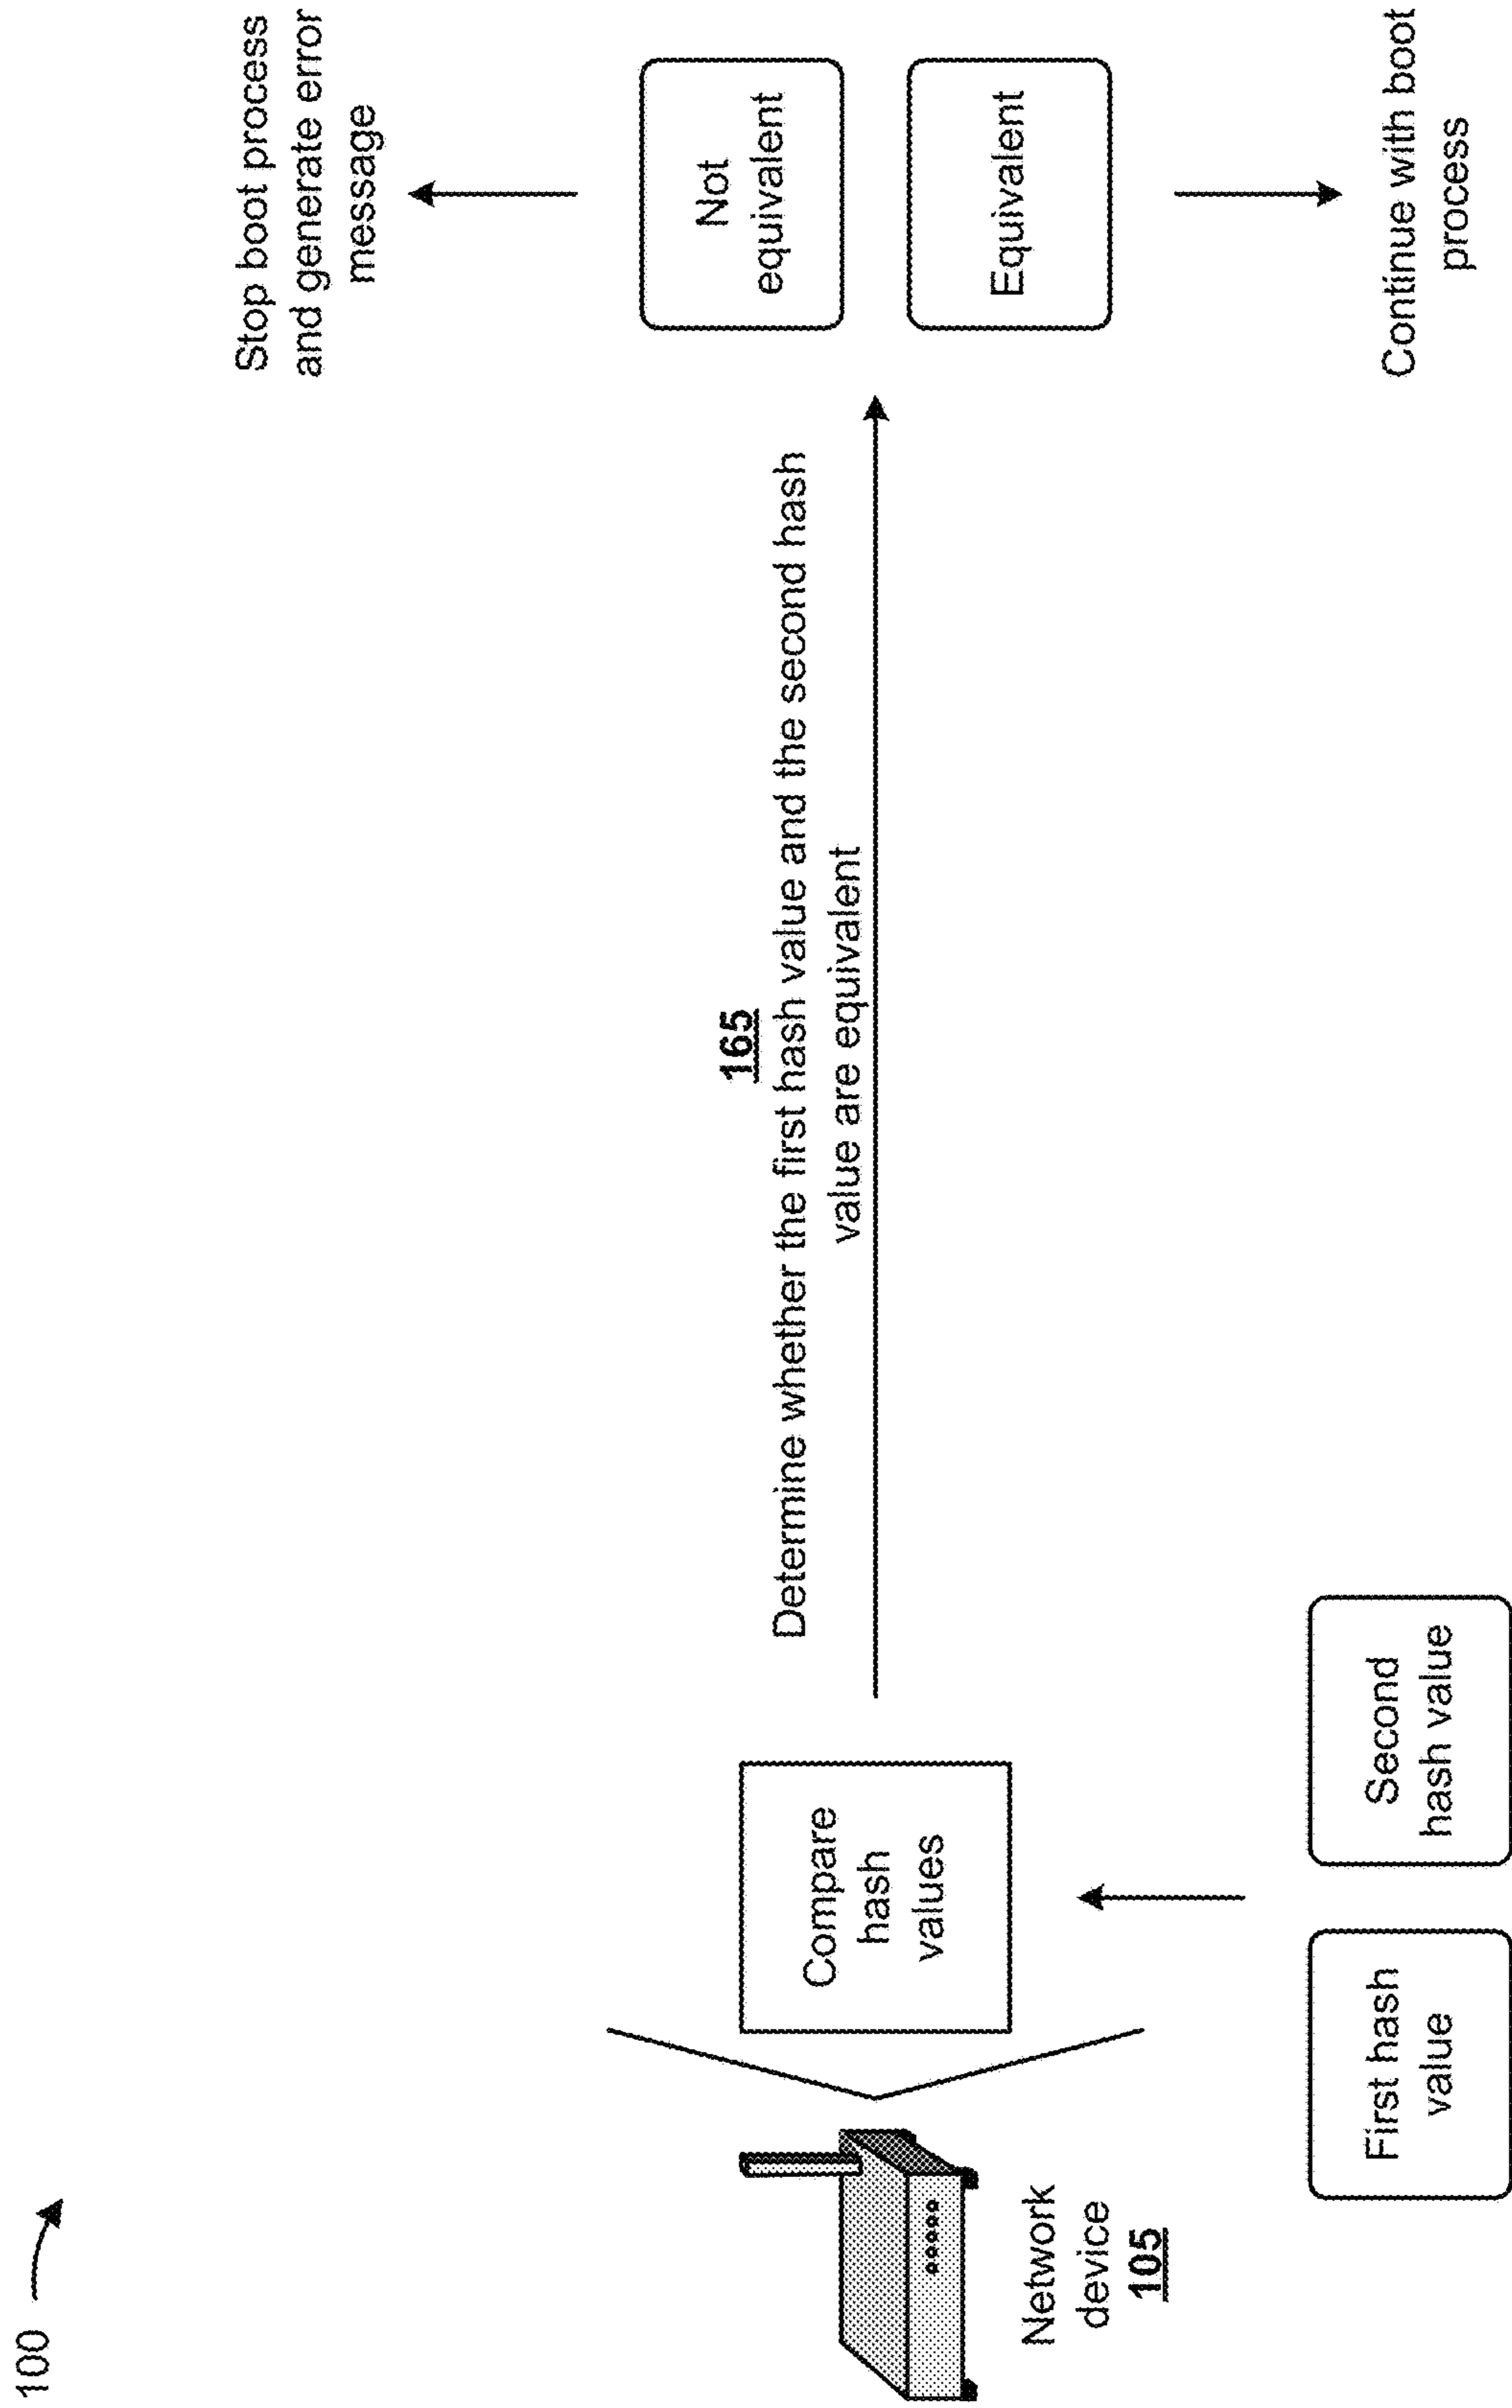 100
Network
device
105
Compare
hash
values
First hash
value
Second
hash value
165
Determine whether the first hash value and the second hash
value are equivalent
Stop boot process
and generate error
message
Not
equivalent
Equivalent
Continue with boot
process